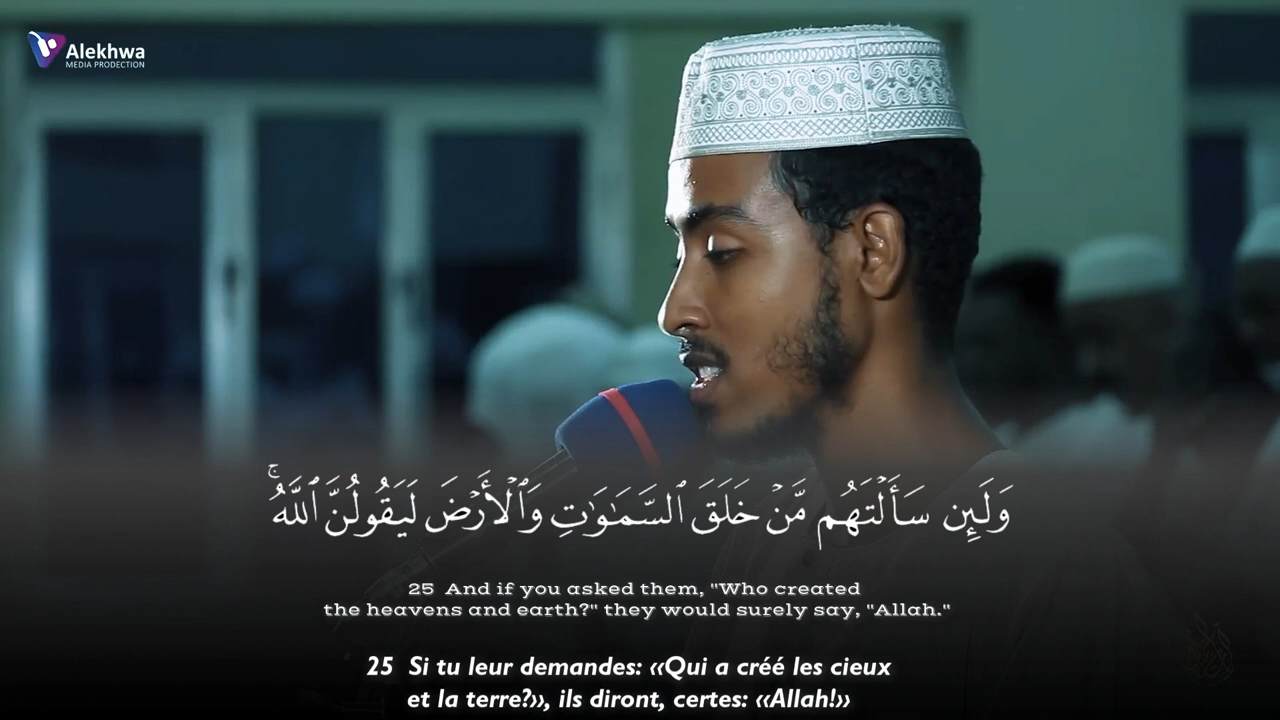 Alekhwa
MEDIA PRODECTION
وَلَئِن سَأَلْتَهُم مَّنْ خَلَقَ ٱلسَّمَـٰوَٰتِ وَٱلْأَرْضَ لَيَقُولُنَّ ٱللَّهُ ۚ
25 And if you asked them, "Who created
the heavens and earth?" they would surely say, "Allah."
25 Si tu leur demandes: ‹‹Qui a créé les cieux
et la terre?››, ils diront, certes: ‹‹Allah!››